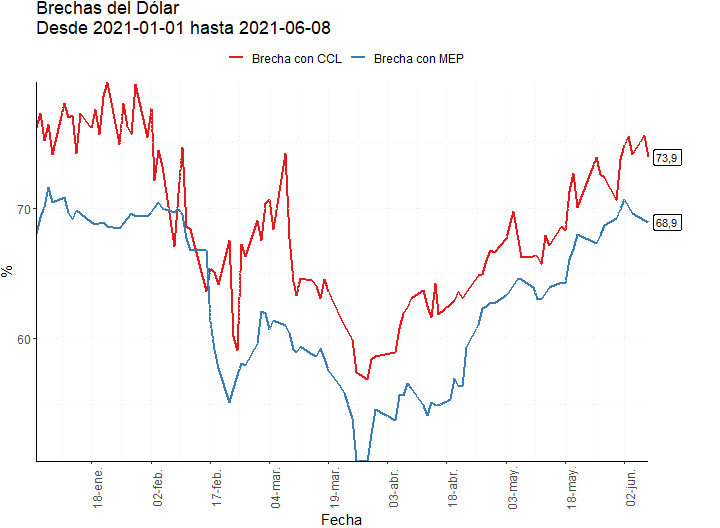 Brechas del Dólar
Desde 2021-01-01 hasta 2021-06-08
Brecha con CCL
Brecha con MEP
%
70
60
73,9
68,9
18-ene.
02-feb.
17-feb.
04-mar.
19-mar.
03-abr.
18-abr.
03-may.
18-may.
02-jun.
Fecha